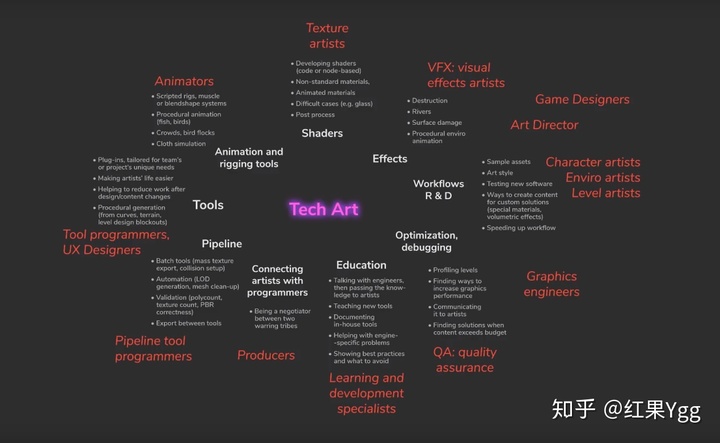 Texture
artists
• Developing shaders
(code or node-based)
• Non-standard materials,
• Animated materials
• Difficult cases (e.g. glass)
• Post process
Shaders
Animators
• Scripted rigs, muscle
or blendshape systems
• Procedural animation
(fish, birds)
• Crowds, bird flocks
• Cloth simulation
Animation and
rigging tools
VFX: visual
effects artists
• Destruction
• Rivers
• Surface damage
• Procedural enviro
animation
Effects
Game Designers
Art Director
Character artists
Enviro artists
Level artists
• Sample assets
• Art style
• Testing new software
• Ways to create content
for custom solutions
(special materials,
volumetric effects)
• Speeding up workflow
Workflows
R & D
• Plug-ins, tailored for team's
or project's unique needs
• Making artists' life easier
• Helping to reduce work after
design/content changes
• Procedural generation
(from curves, terrain,
level design blockouts)
Tools
Tech Art
Tool programmers,
UX Designers
Pipeline
• Batch tools (mass texture
export, collision setup)
• Automation (LOD
generation, mesh clean-up)
• Validation (polycount,
texture count, PBR
correctness)
• Export between tools
Pipeline tool
programmers
Connecting
artists with
programmers
• Being a negotiator
between two
warring tribes
Producers
Education
• Talking with engineers,
then passing the know-
ledge to artists
• Teaching new tools
• Documenting
in-house tools
• Helping with engine-
-specific problems
• Showing best practices
and what to avoid
Learning and
development
specialists
Optimization,
debugging
• Profiling levels
• Finding ways to
increase graphics
performance
• Communicating
it to artists
• Finding solutions when
content exceeds budget
Graphics
engineers
QA: quality
assurance
知乎 @红果Ygg